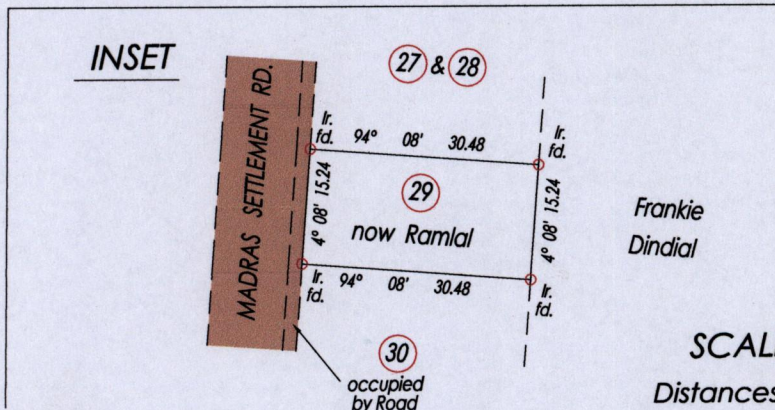 INSET
27 & 28
MADRAS SETTLEMENT RD.
Ir.
fd.
94° 08' 30.48
Ir.
fd.
4° 08' 15.24
29
now Ramlal
4° 08' 15.24
Frankie
Dindial
Ir.
fd.
94° 08' 30.48
Ir.
fd.
30
occupied
by Road
Distances